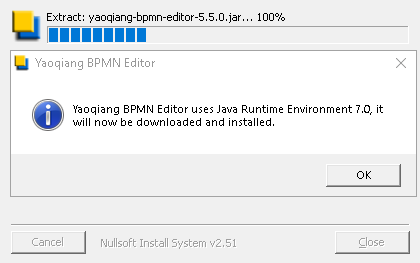 Extract: yaoqiang-bpmn-editor-5.5.0.jar... 100%
Yaoqiang BPMN Editor
Yaoqiang BPMN Editor uses Java Runtime Environment 7.0, it
will now be downloaded and installed.
OK
Cancel Nullsoft Install System v2.51 Close